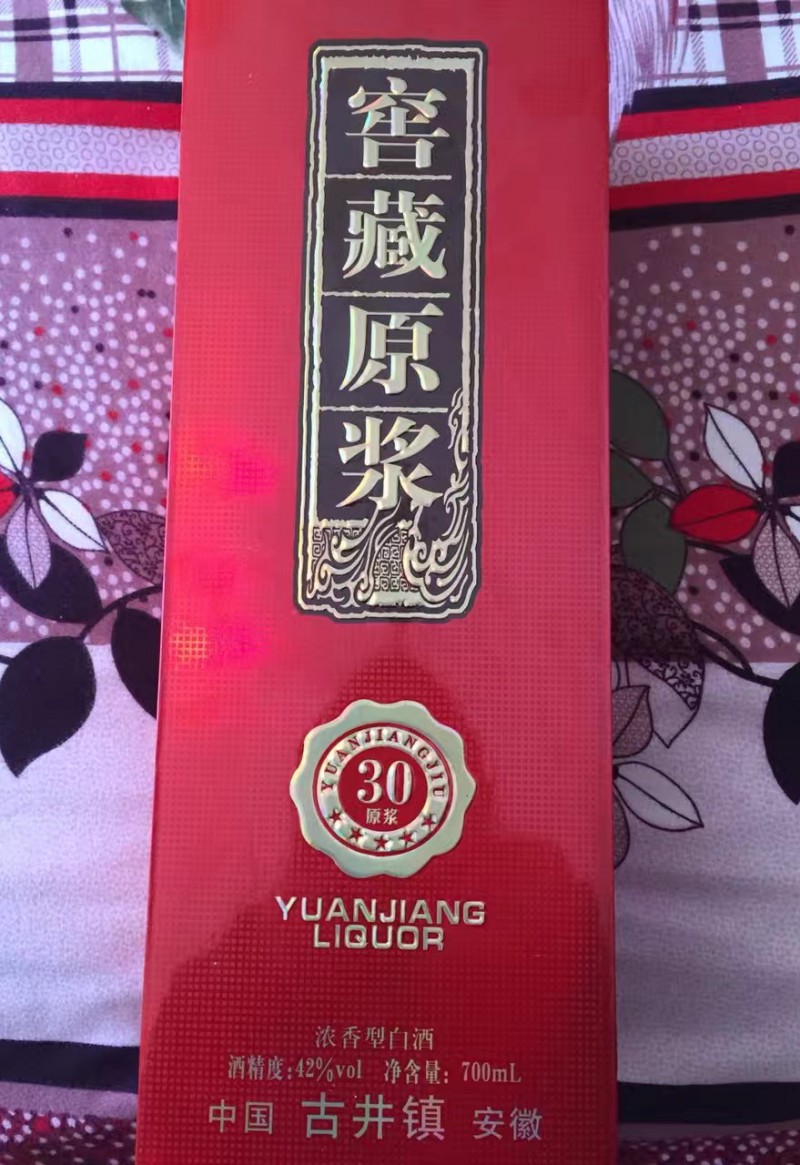 窖藏原浆
YUANJIANGJIU
30
原浆
YUANJIANG
LIQUOR
浓香型白酒
酒精度:42%vol 净含量: 700mL
中国 古井镇 安徽